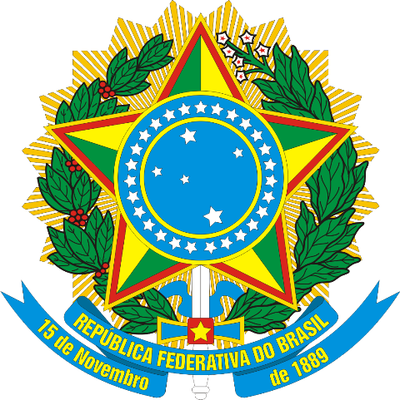 REPUBLICA FEDERATIVA DO BRASIL
15 de Novembro
de 1889